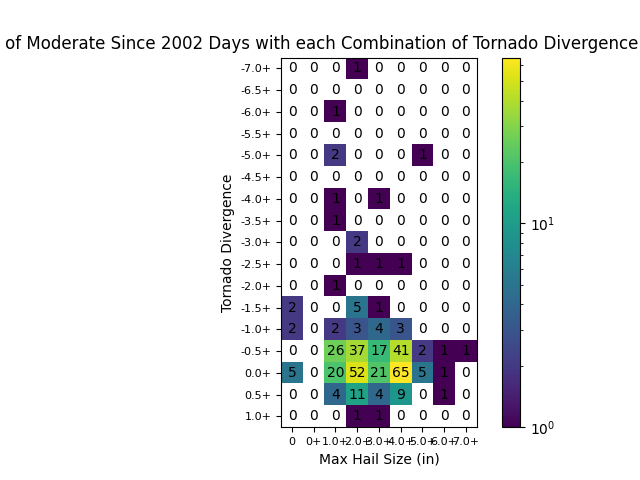 of Moderate Since 2002 Days with each Combination of Tornado Divergence
-7.0+ 0 0 0 1 0 0 0 0 0
-6.5+ 0 0 0 0 0 0 0 0 0
-6.0+ 0 0 1 0 0 0 0 0 0
-5.5+ 0 0 0 0 0 0 0 0 0
-5.0+ 0 0 2 0 0 0 1 0 0
-4.5+ 0 0 0 0 0 0 0 0 0
-4.0+ 0 0 1 0 1 0 0 0 0
-3.5+ 0 0 1 0 0 0 0 0 0
-3.0+ 0 0 0 2 0 0 0 0 0
-2.5+ 0 0 0 1 1 1 0 0 0
-2.0+ 0 0 1 0 0 0 0 0 0
-1.5+ 2 0 0 5 1 0 0 0 0
-1.0+ 2 0 2 3 4 3 0 0 0
-0.5+ 0 0 26 37 17 41 2 1 1
0.0+ 5 0 20 52 21 65 5 1 0
0.5+ 0 0 4 11 4 9 0 1 0
1.0+ 0 0 0 1 1 0 0 0 0
0 0+ 1.0+ 2.0+ 3.0+ 4.0+ 5.0+ 6.0+ 7.0+
Max Hail Size (in)
Tornado Divergence
10¹
10⁰